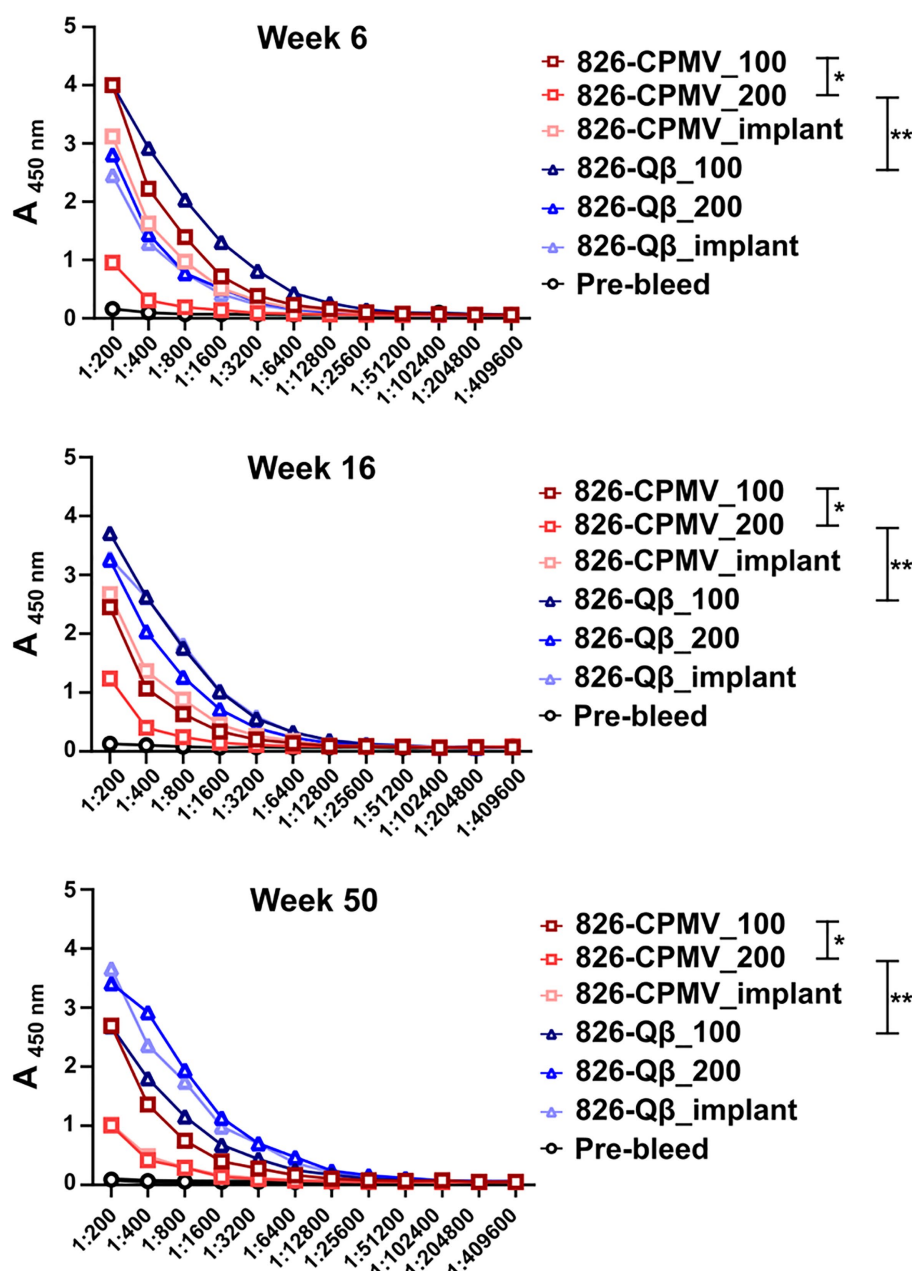 Week 6
5
4
3
2
1
0
A 450 nm
1:200
1:400
1:800
1:1600
1:3200
1:6400
1:12800
1:25600
1:51200
1:102400
1:204800
1:409600
826-CPMV_100
826-CPMV_200
826-CPMV_implant
826-Qβ_100
826-Qβ_200
826-Qβ_implant
Pre-bleed
*
**
Week 16
5
4
3
2
1
0
A 450 nm
1:200
1:400
1:800
1:1600
1:3200
1:6400
1:12800
1:25600
1:51200
1:102400
1:204800
1:409600
826-CPMV_100
826-CPMV_200
826-CPMV_implant
826-Qβ_100
826-Qβ_200
826-Qβ_implant
Pre-bleed
*
**
Week 50
5
4
3
2
1
0
A 450 nm
1:200
1:400
1:800
1:1600
1:3200
1:6400
1:12800
1:25600
1:51200
1:102400
1:204800
1:409600
826-CPMV_100
826-CPMV_200
826-CPMV_implant
826-Qβ_100
826-Qβ_200
826-Qβ_implant
Pre-bleed
*
**